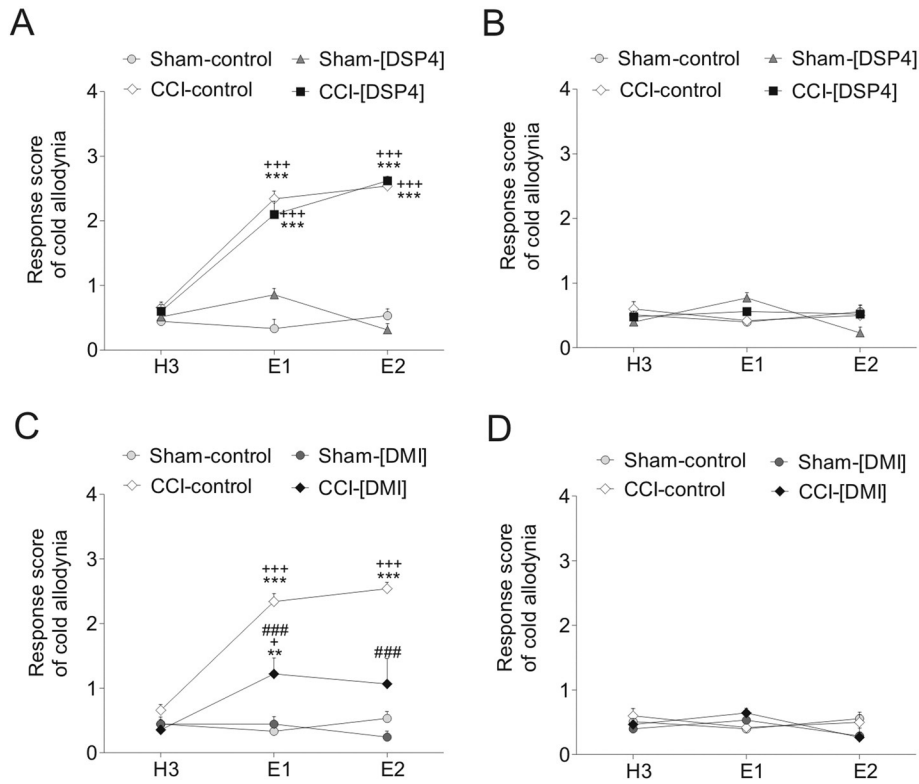 A
Sham-control Sham-[DSP4]
CCI-control CCI-[DSP4]
Response score
of cold allodynia
4
3
2
1
0
+++
***
+++
***
+++
***
+++
***
H3 E1 E2
B
Sham-control Sham-[DSP4]
CCI-control CCI-[DSP4]
Response score
of cold allodynia
4
3
2
1
0
H3 E1 E2
C
Sham-control Sham-[DMI]
CCI-control CCI-[DMI]
Response score
of cold allodynia
4
3
2
1
0
+++
***
+++
***
###
+
**
###
H3 E1 E2
D
Sham-control Sham-[DMI]
CCI-control CCI-[DMI]
Response score
of cold allodynia
4
3
2
1
0
H3 E1 E2